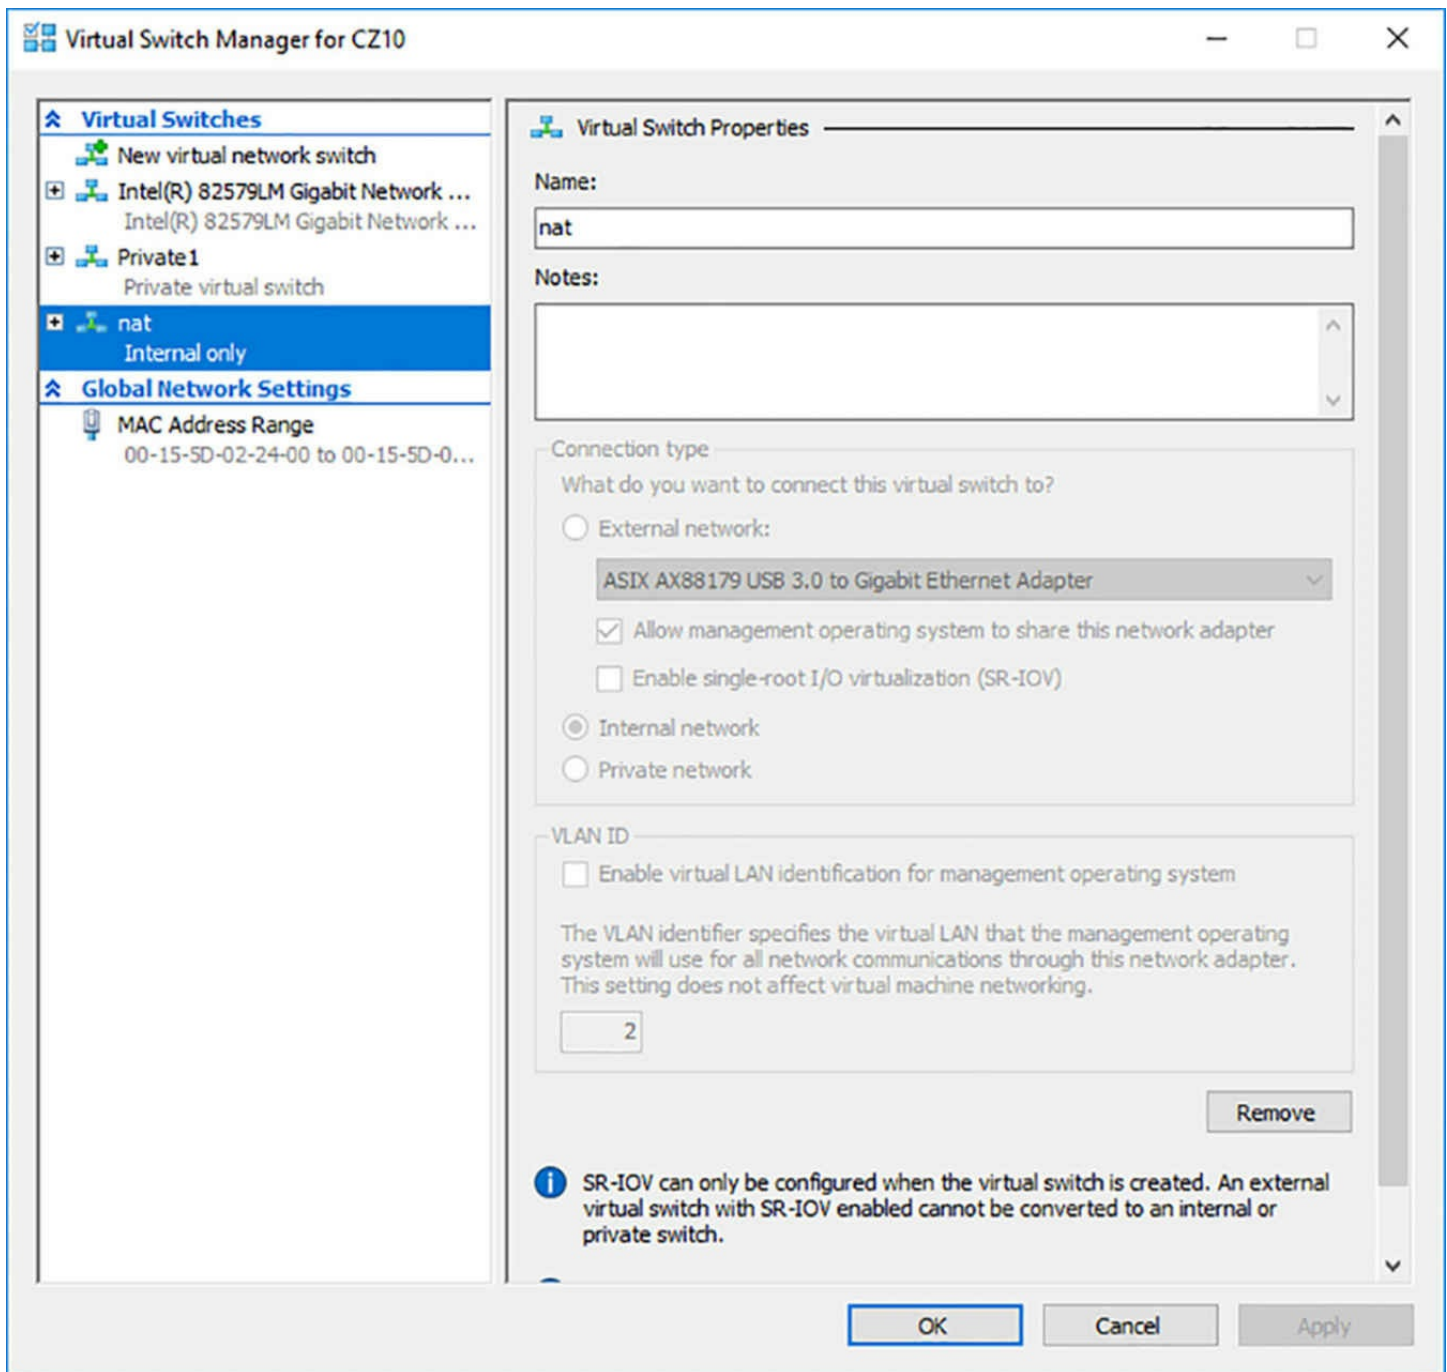 Virtual Switch Manager for CZ10
Virtual Switches
New virtual network switch
Intel(R) 82579LM Gigabit Network ...
Intel(R) 82579LM Gigabit Network ...
Private1
Private virtual switch
nat
Internal only
Global Network Settings
MAC Address Range
00-15-5D-02-24-00 to 00-15-5D-0...
Virtual Switch Properties
Name:
nat
Notes:
Connection type
What do you want to connect this virtual switch to?
External network:
ASIX AX88179 USB 3.0 to Gigabit Ethernet Adapter
Allow management operating system to share this network adapter
Enable single-root I/O virtualization (SR-IOV)
Internal network
Private network
VLAN ID
Enable virtual LAN identification for management operating system
The VLAN identifier specifies the virtual LAN that the management operating
system will use for all network communications through this network adapter.
This setting does not affect virtual machine networking.
2
Remove
SR-IOV can only be configured when the virtual switch is created. An external
virtual switch with SR-IOV enabled cannot be converted to an internal or
private switch.
OK
Cancel
Apply